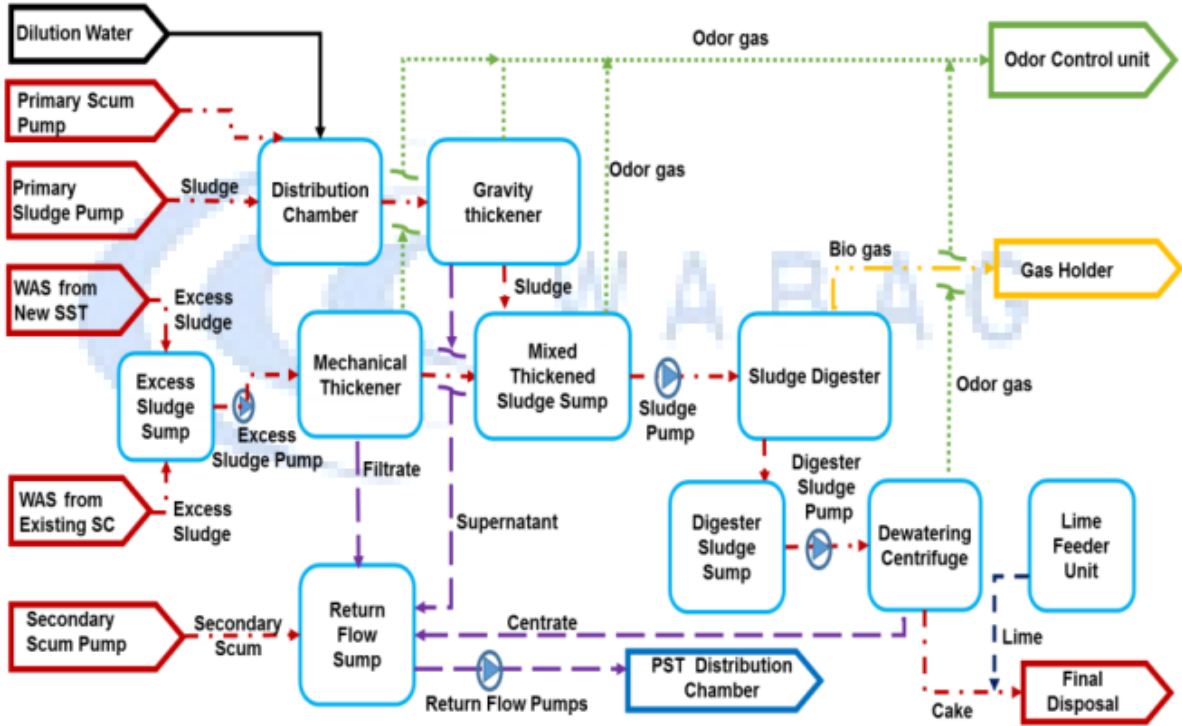 Dilution Water
Odor gas
Odor Control unit
Primary Scum
Pump
Primary
Sludge Pump
Sludge
Distribution
Chamber
Gravity
thickener
Odor gas
Bio gas
Gas Holder
WAS from
New SST
Excess
Sludge
Sludge
WABAG
Mechanical
Thickener
Mixed
Thickened
Sludge Sump
Sludge Digester
Excess
Sludge
Sump
Excess
Sludge Pump
Sludge
Pump
Odor gas
WAS from
Existing SC
Excess
Sludge
Filtrate
Supernatant
Digester
Sludge
Pump
Digester
Sludge
Sump
Dewatering
Centrifuge
Lime
Feeder
Unit
Secondary
Scum Pump
Secondary
Scum
Return
Flow
Sump
Centrate
Lime
Return Flow Pumps
PST Distribution
Chamber
Cake
Final
Disposal